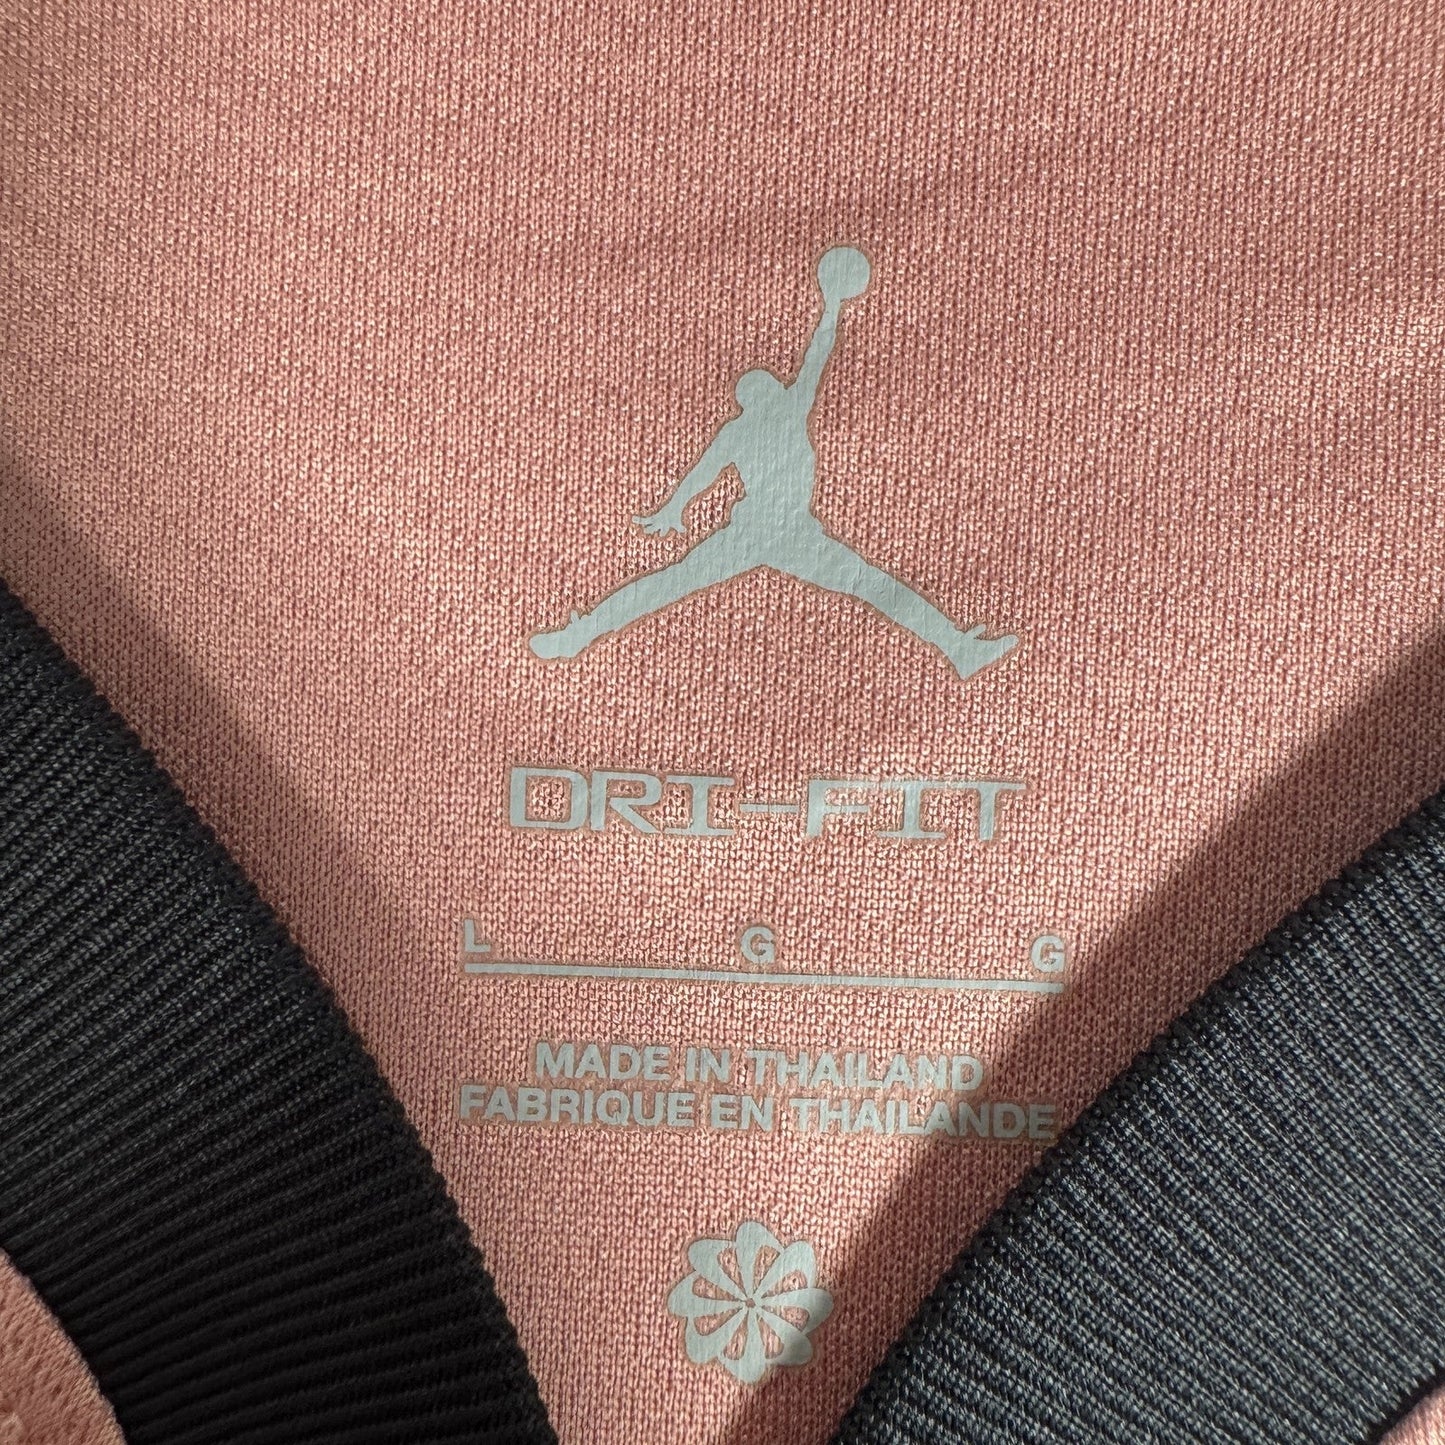 DRI-FIT
L G G
MADE IN THAILAND
FABRIQUE EN THAILANDE